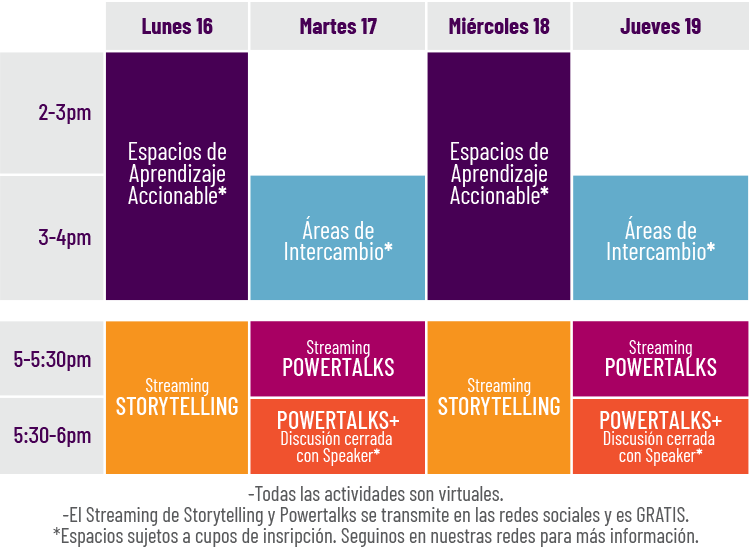 Lunes 16
Martes 17
Miércoles 18
Jueves 19
2-3pm
Espacios de
Aprendizaje
Accionable*
Espacios de
Aprendizaje
Accionable*
3-4pm
Áreas de
Intercambio*
Áreas de
Intercambio*
5-5:30pm
Streaming
STORYTELLING
Streaming
POWERTALKS
Streaming
STORYTELLING
Streaming
POWERTALKS
5:30-6pm
POWERTALKS+
Discusión cerrada
con Speaker*
POWERTALKS+
Discusión cerrada
con Speaker*
-Todas las actividades son virtuales.
-El Streaming de Storytelling y Powertalks se transmite en las redes sociales y es GRATIS.
*Espacios sujetos a cupos de insripción. Seguinos en nuestras redes para más información.